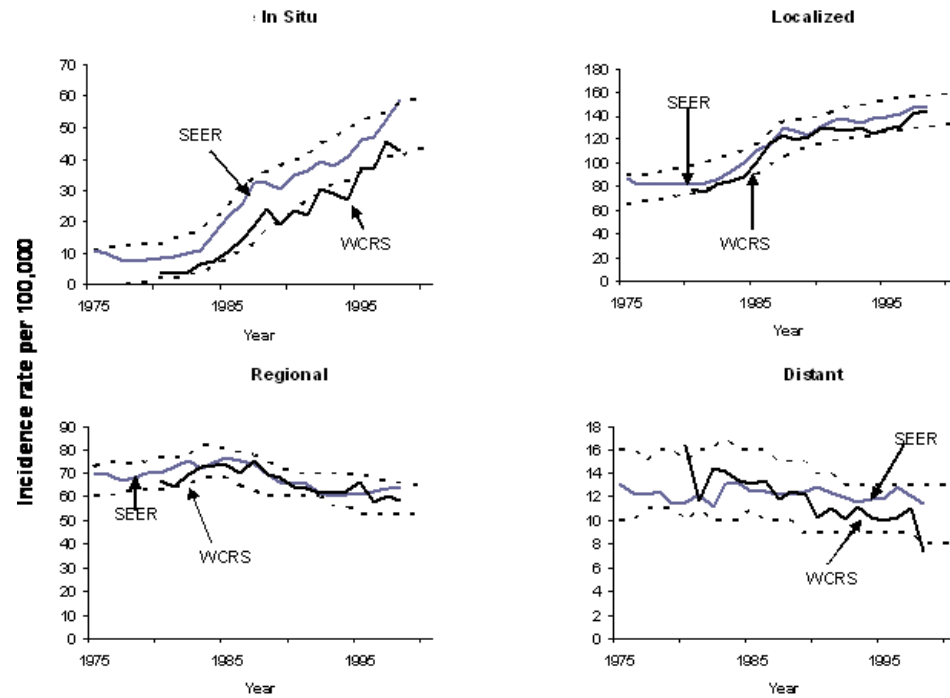 In Situ
70
60
50
40
30
20
10
0
SEER
WCRS
1975
1985
1995
Year
Localized
180
160
140
120
100
80
60
40
20
0
SEER
WCRS
1975
1985
1995
Year
Incidence rate per 100,000
Regional
90
80
70
60
50
40
30
20
10
0
SEER
WCRS
1975
1985
1995
Year
Distant
18
16
14
12
10
8
6
4
2
0
SEER
WCRS
1975
1985
1995
Year